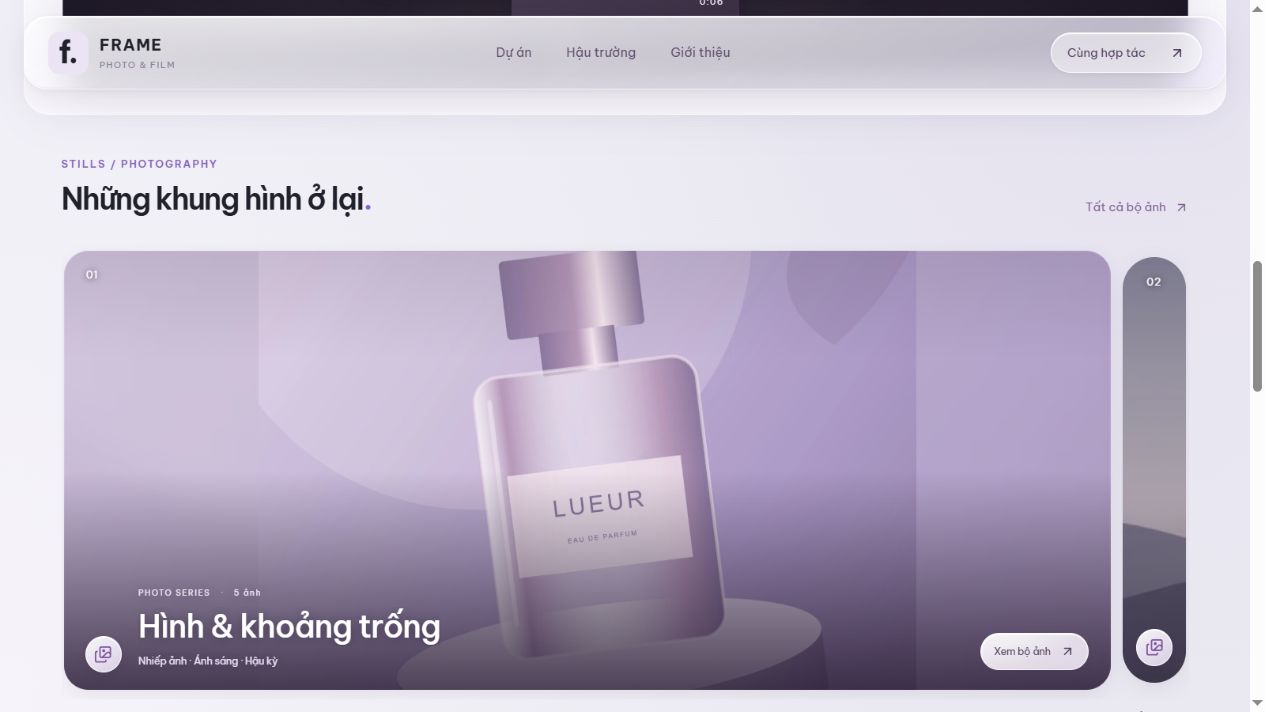 0:06
f.
FRAME
PHOTO & FILM
Dự án
Hậu trường
Giới thiệu
Cùng hợp tác
STILLS / PHOTOGRAPHY
Những khung hình ở lại.
Tất cả bộ ảnh
01
02
LUEUR
EAU DE PARFUM
PHOTO SERIES · 5 ảnh
Hình & khoảng trống
Nhiếp ảnh · Ánh sáng · Hậu kỳ
Xem bộ ảnh